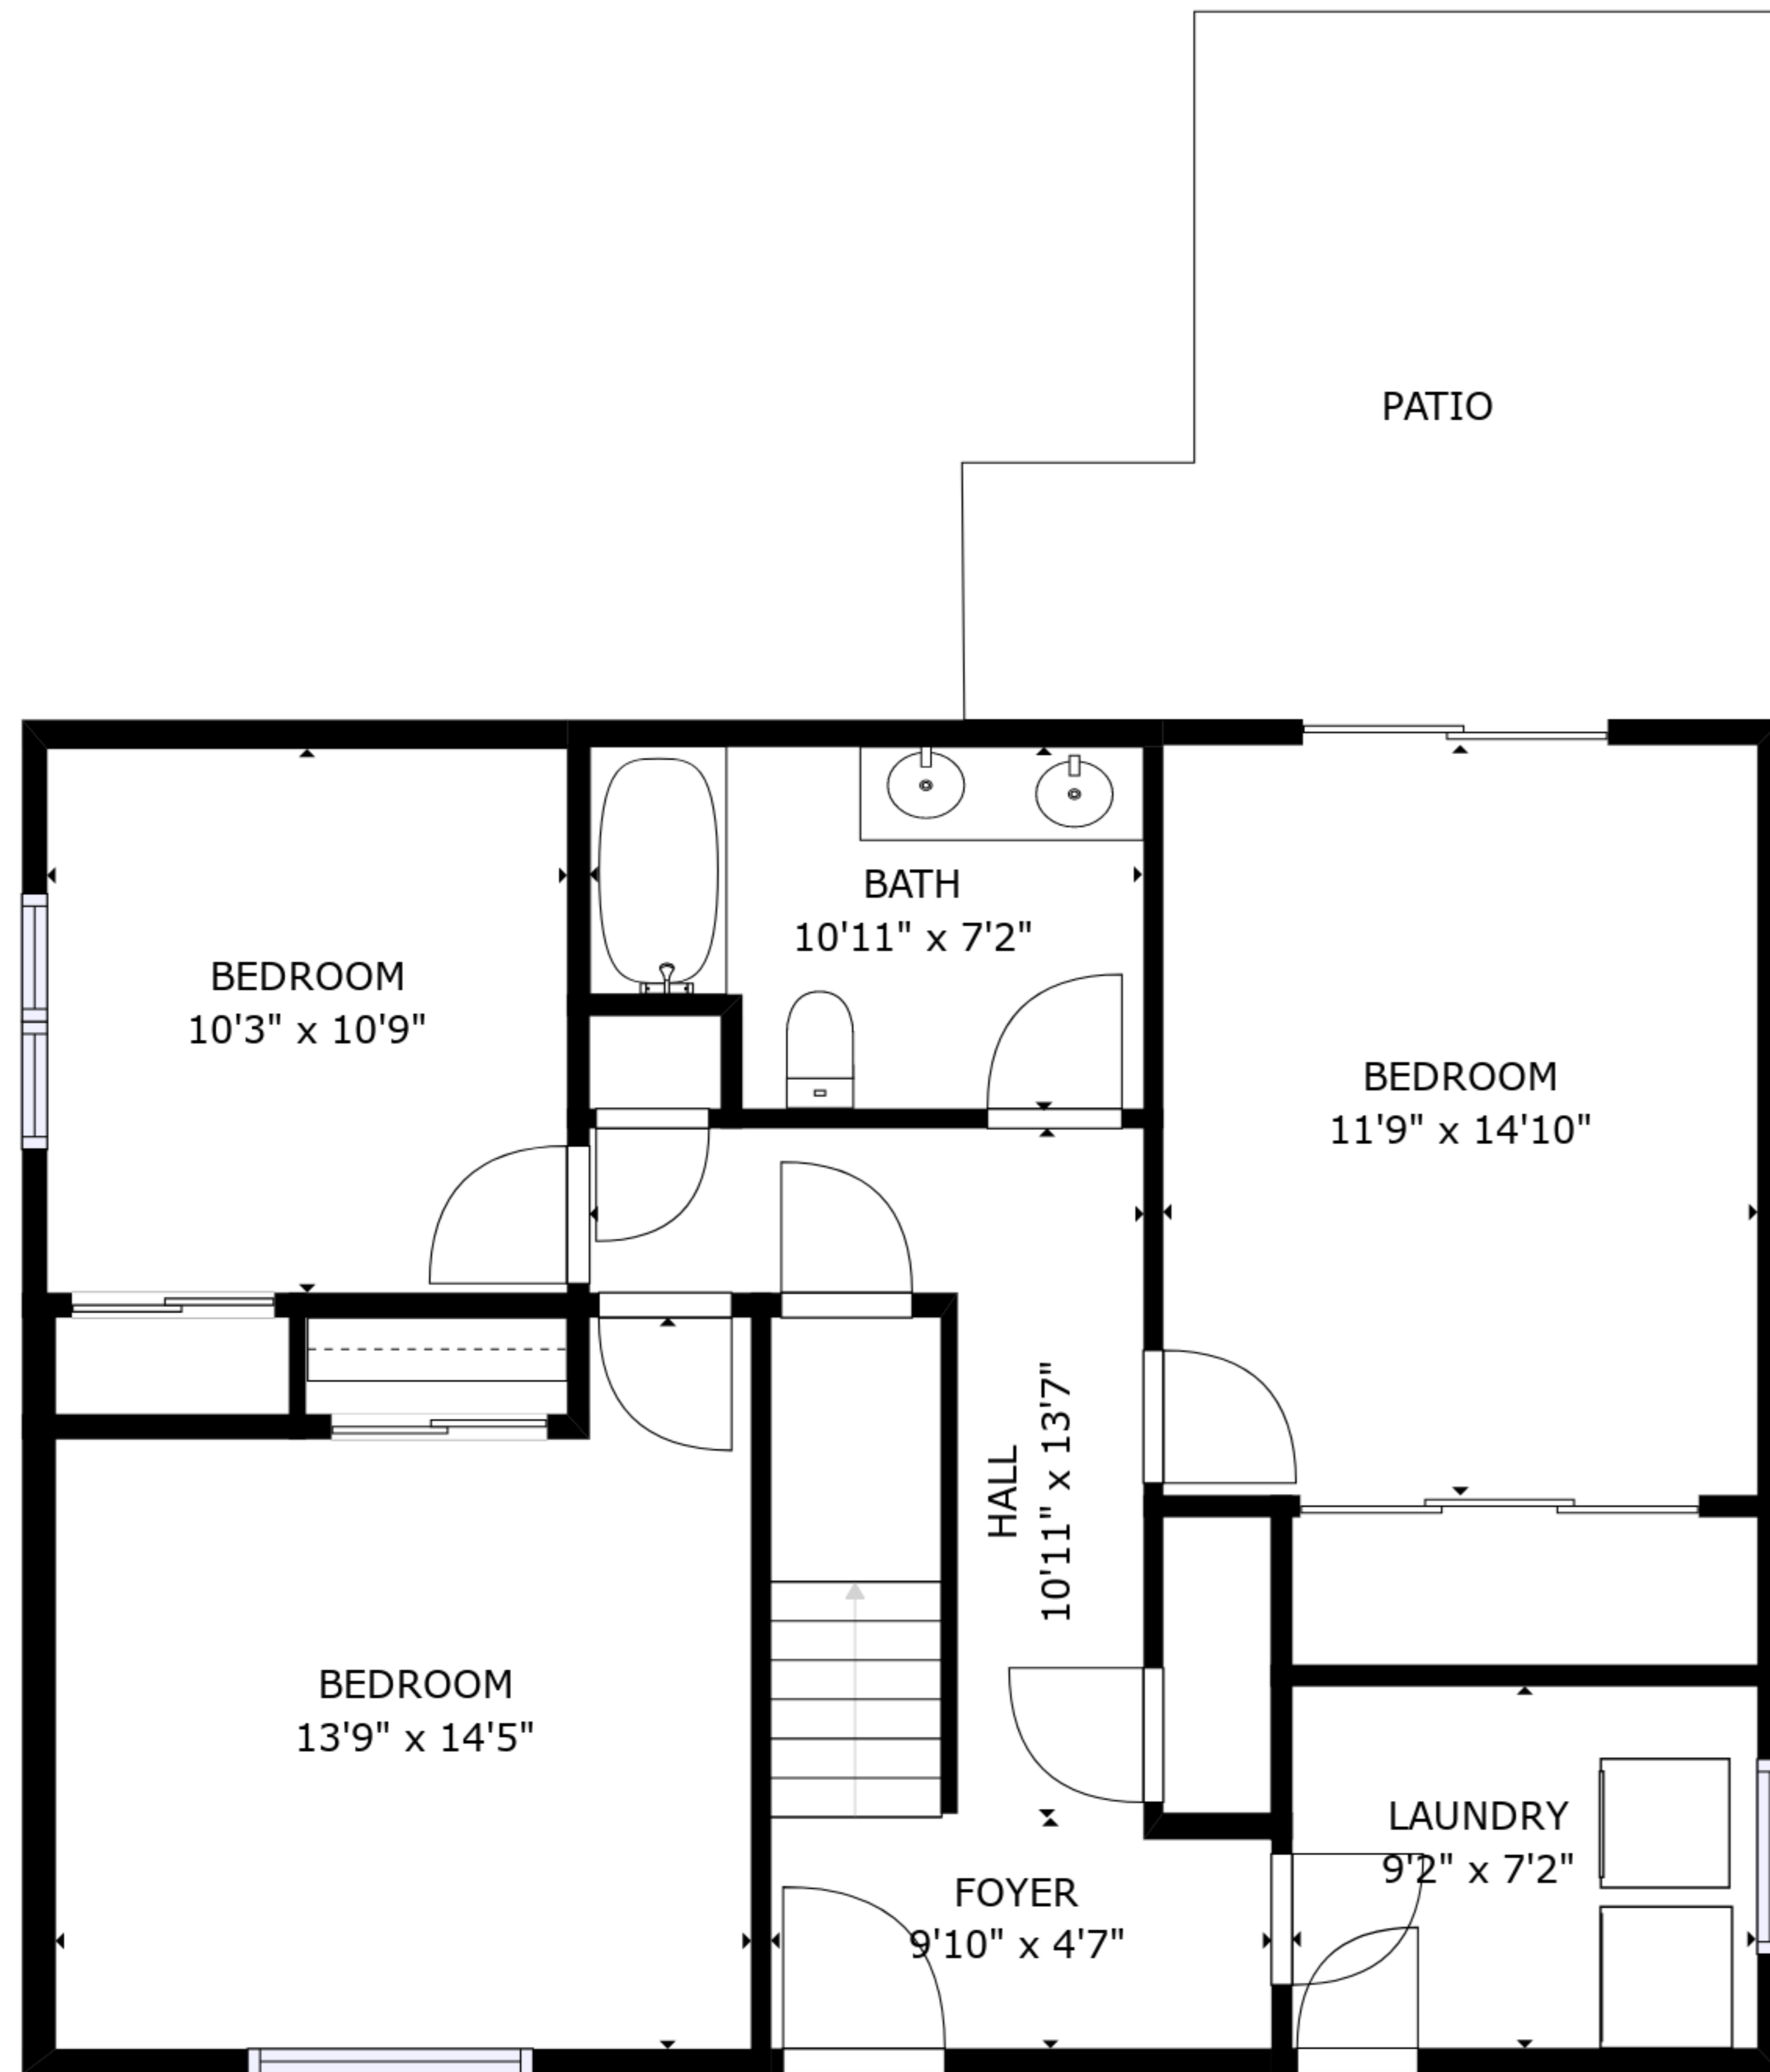 PATIO
BATH
10'11" x 7'2"
BEDROOM
10'3" x 10'9"
BEDROOM
11'9" x 14'10"
HALL
10'11" x 13'7"
BEDROOM
13'9" x 14'5"
LAUNDRY
9'2" x 7'2"
FOYER
9'10" x 4'7"